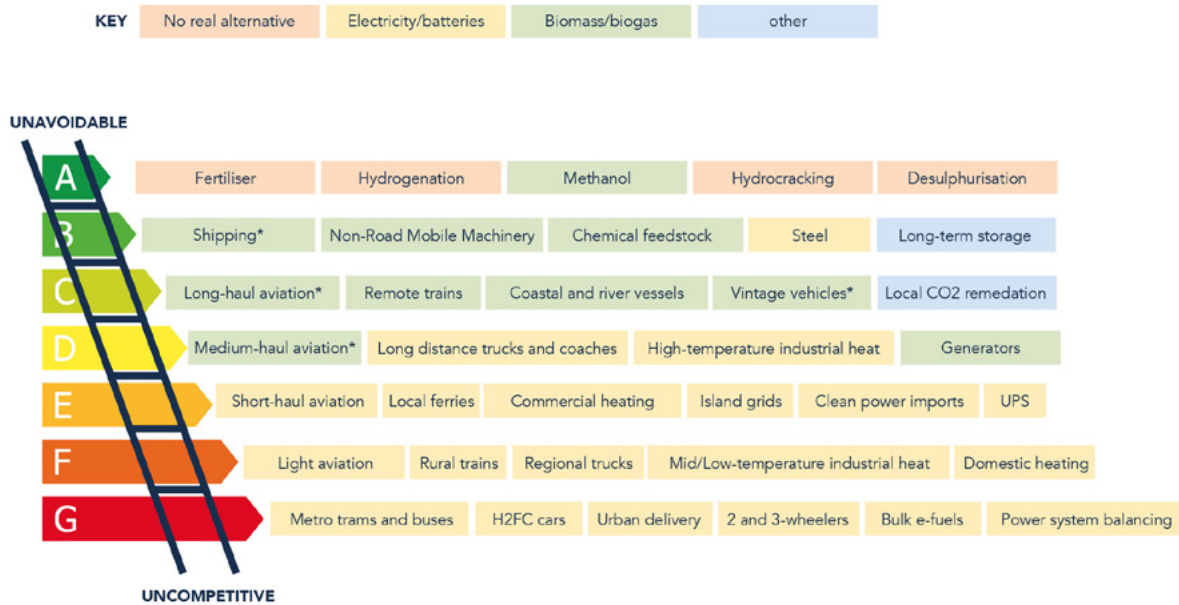 KEY No real alternative Electricity/batteries Biomass/biogas other
UNAVOIDABLE
A Fertiliser Hydrogenation Methanol Hydrocracking Desulphurisation
B Shipping* Non-Road Mobile Machinery Chemical feedstock Steel Long-term storage
C Long-haul aviation* Remote trains Coastal and river vessels Vintage vehicles* Local CO2 remedation
D Medium-haul aviation* Long distance trucks and coaches High-temperature industrial heat Generators
E Short-haul aviation Local ferries Commercial heating Island grids Clean power imports UPS
F Light aviation Rural trains Regional trucks Mid/Low-temperature industrial heat Domestic heating
G Metro trams and buses H2FC cars Urban delivery 2 and 3-wheelers Bulk e-fuels Power system balancing
UNCOMPETITIVE